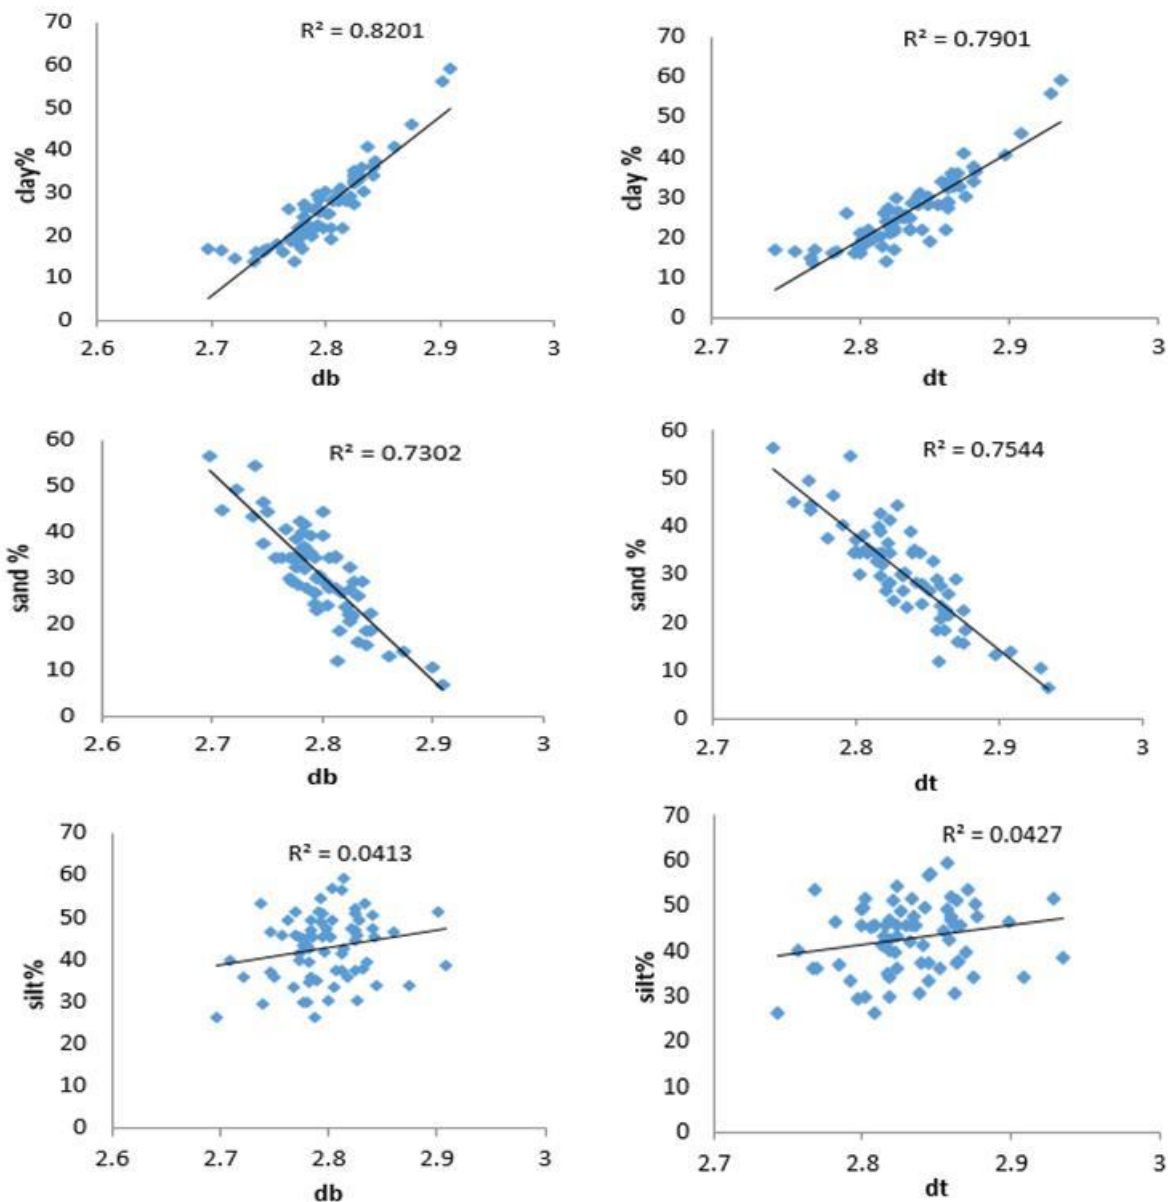 R² = 0.8201
70
60
50
40
30
20
10
0
clay%
2.6 2.7 2.8 2.9 3
db
R² = 0.7901
70
60
50
40
30
20
10
0
clay %
2.7 2.8 2.9 3
dt
R² = 0.7302
60
50
40
30
20
10
0
sand %
2.6 2.7 2.8 2.9 3
db
R² = 0.7544
60
50
40
30
20
10
0
sand %
2.7 2.8 2.9 3
dt
R² = 0.0413
70
60
50
40
30
20
10
0
silt%
2.6 2.7 2.8 2.9 3
db
R² = 0.0427
70
60
50
40
30
20
10
0
silt%
2.7 2.8 2.9 3
dt